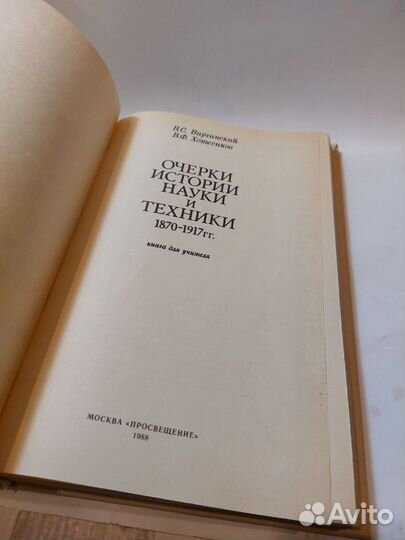 В.С. Виргинский
В.Ф. Хотеенков
ОЧЕРКИ
ИСТОРИИ
НАУКИ
И
ТЕХНИКИ
1870-1917гг.
книга для учителя
МОСКВА «ПРОСВЕЩЕНИЕ»
1988
Avito